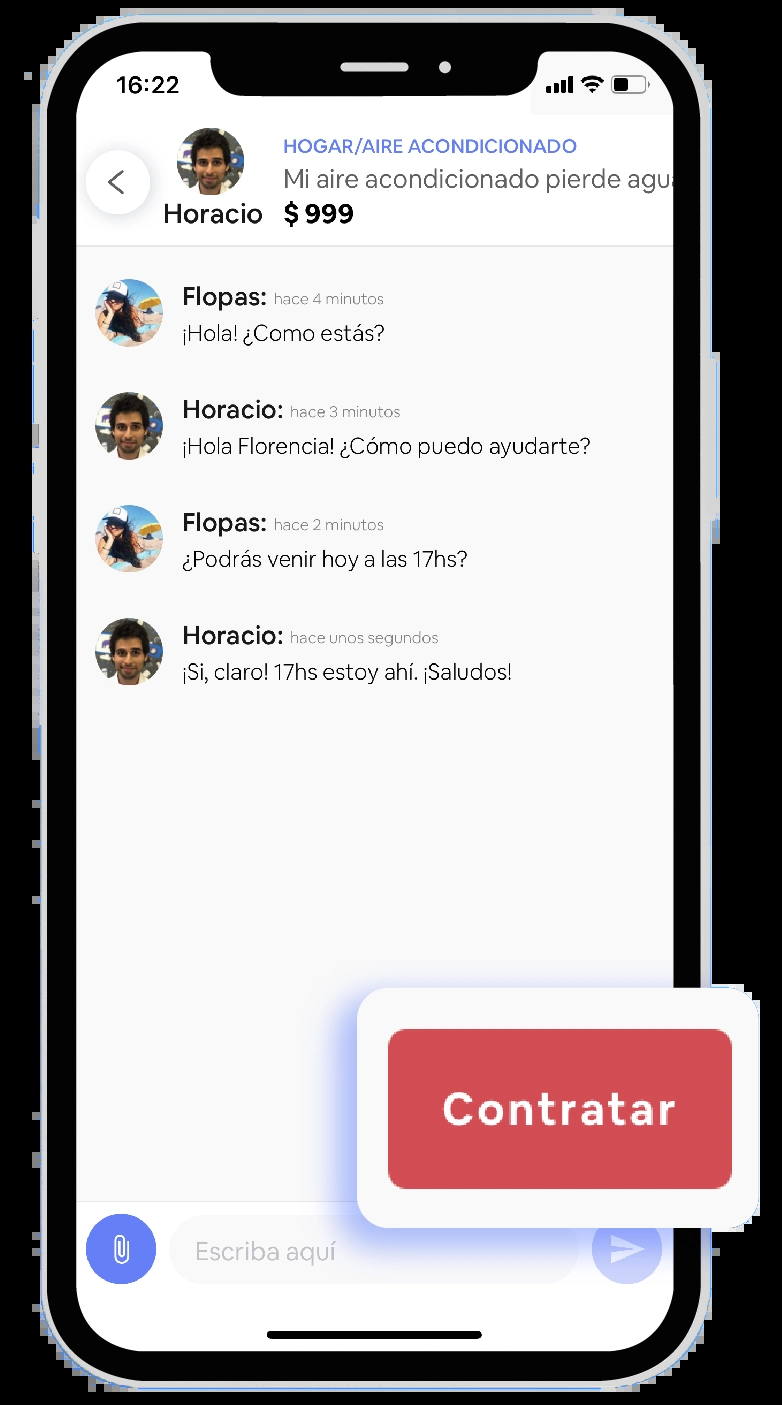 16:22
HOGAR/AIRE ACONDICIONADO
Mi aire acondicionado pierde agua
Horacio $ 999
Flopas: hace 4 minutos
¡Hola! ¿Como estás?
Horacio: hace 3 minutos
¡Hola Florencia! ¿Cómo puedo ayudarte?
Flopas: hace 2 minutos
¿Podrás venir hoy a las 17hs?
Horacio: hace unos segundos
¡Si, claro! 17hs estoy ahí. ¡Saludos!
Contratar
Escriba aquí